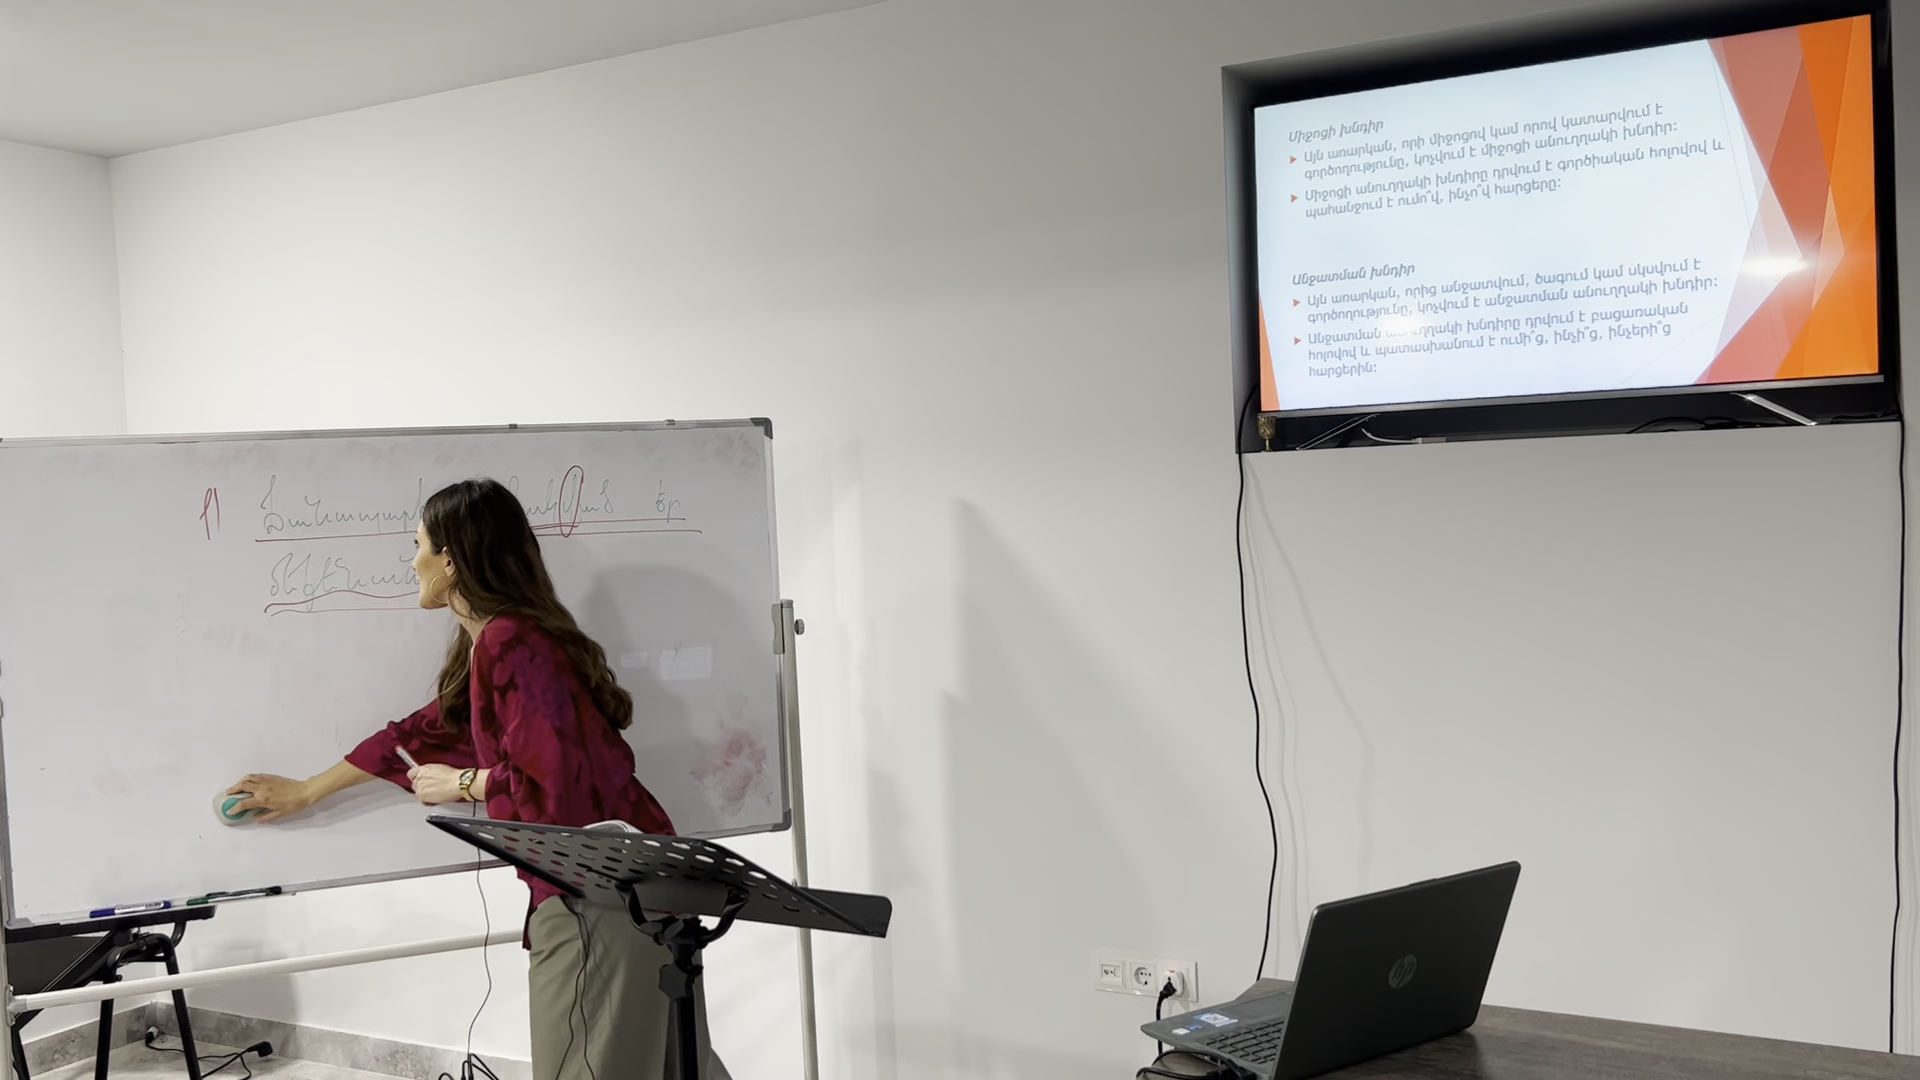 Միջոցի խնդիր
Այն առարկան, որի միջոցով կամ որով կատարվում է
գործողությունը, կոչվում է միջոցի անուղղակի խնդիր:
Միջոցի անուղղակի խնդիրը դրվում է գործիական հոլովով և
պահանջում է ումո՞վ, ինչո՞վ հարցերը:
Անջատման խնդիր
Այն առարկան, որից անջատվում, ծագում կամ սկսվում է
գործողությունը, կոչվում է անջատման անուղղակի խնդիր:
Անջատման անուղղակի խնդիրը դրվում է բացառական
հոլովով և պատասխանում է ումի՞ց, ինչի՞ց, ինչերի՞ց
հարցերին:
hp